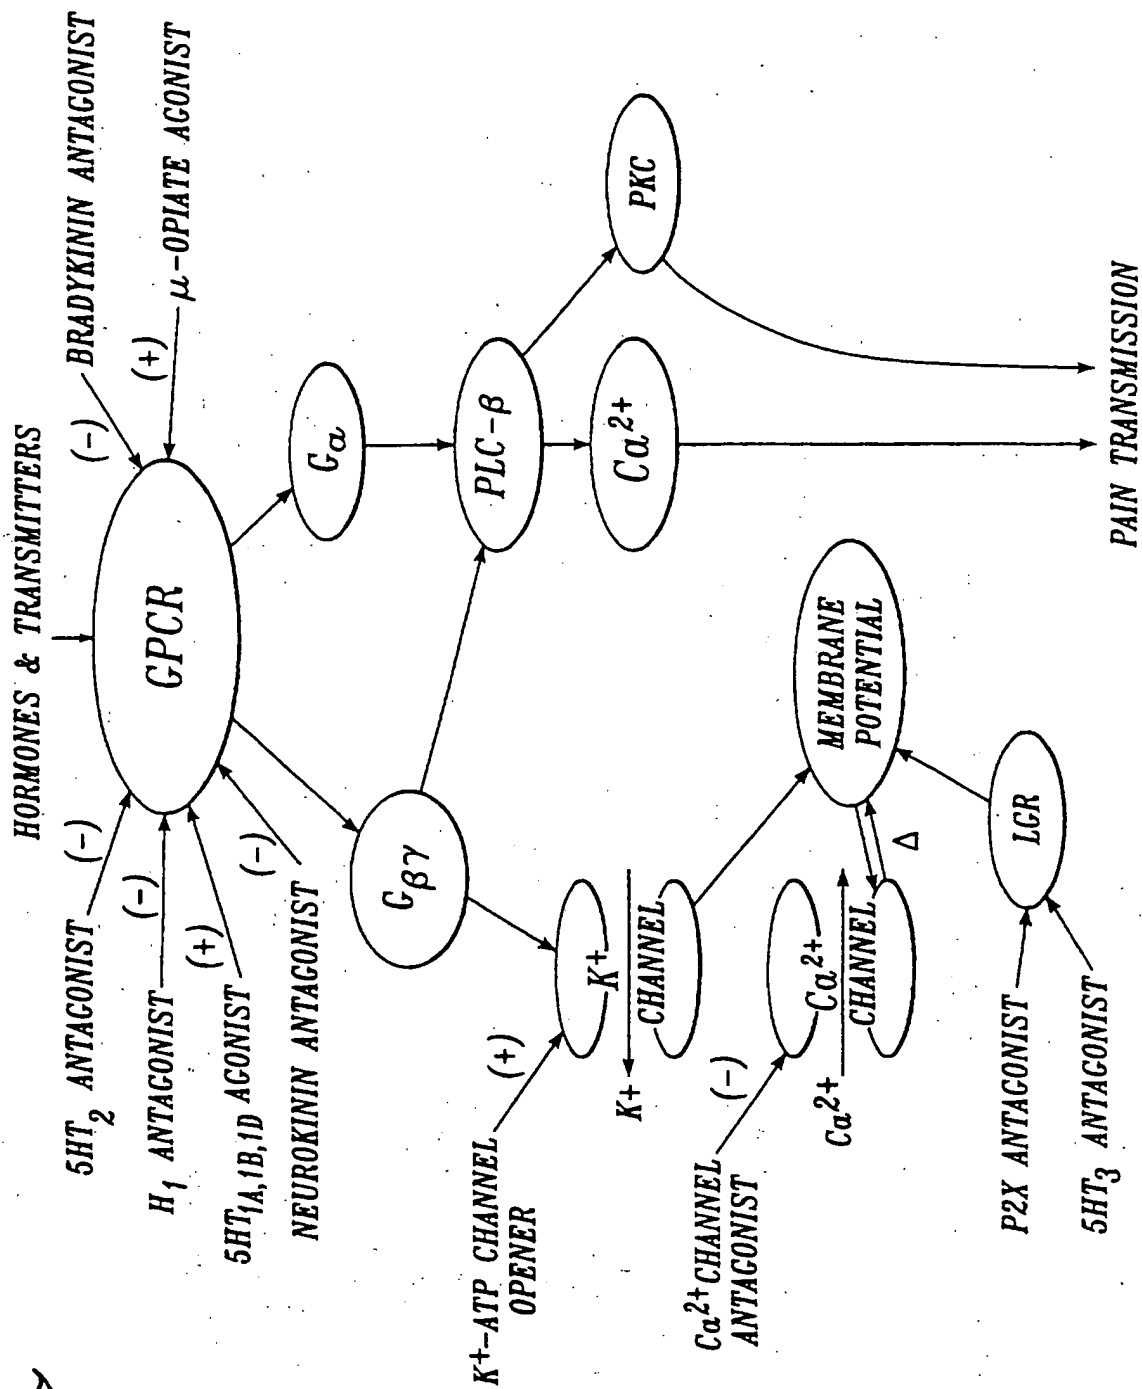 HORMONES & TRANSMITTERS
BRADYKININ ANTAGONIST
(-)
μ-OPIATE AGONIST
(+)
5HT2 ANTAGONIST
(-)
H1 ANTAGONIST
(-)
5HT1A,1B,1D AGONIST
(+)
NEUROKININ ANTAGONIST
(-)
GPCR
Gα
Gβγ
PLC-β
PKC
Ca2+
K+-ATP CHANNEL
OPENER
(+)
K+
CHANNEL
K+
Ca2+CHANNEL
ANTAGONIST
(-)
Ca2+
CHANNEL
Ca2+
Δ
MEMBRANE
POTENTIAL
LGR
P2X ANTAGONIST
5HT3 ANTAGONIST
PAIN TRANSMISSION